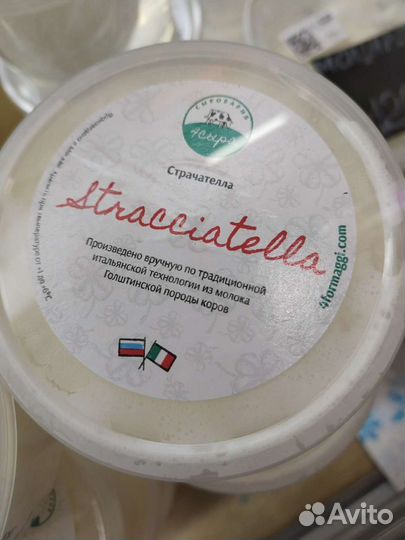 СЫРОВАРНЯ
4сыра
Страчателла
Stracciatella
Произведено вручную по традиционной
итальянской технологии из молока
Голштинской породы коров
4formaggi.com
Avito